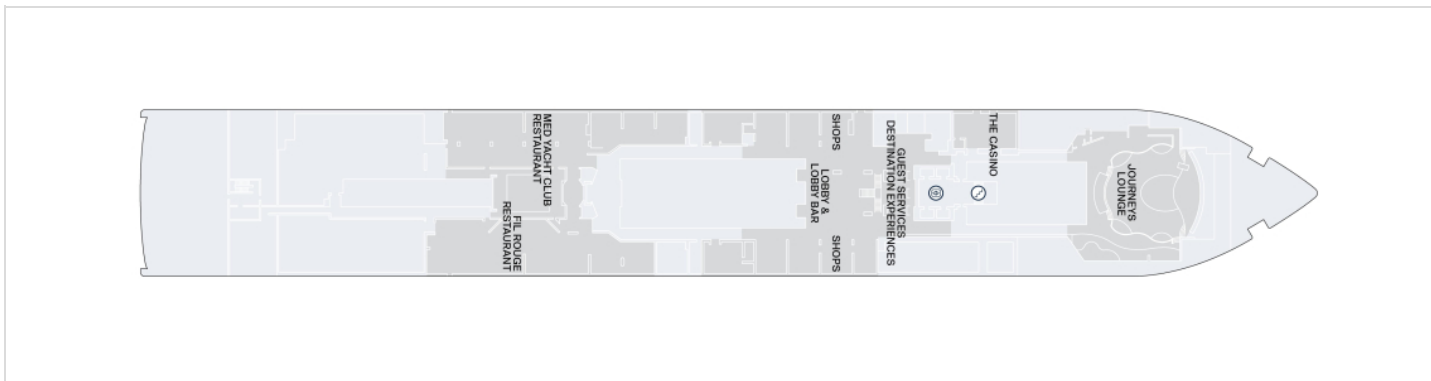 MED YACHT CLUB
RESTAURANT
FIL ROUGE
RESTAURANT
SHOPS
LOBBY &
LOBBY BAR
SHOPS
GUEST SERVICES
DESTINATION EXPERIENCES
THE CASINO
JOURNEYS
LOUNGE